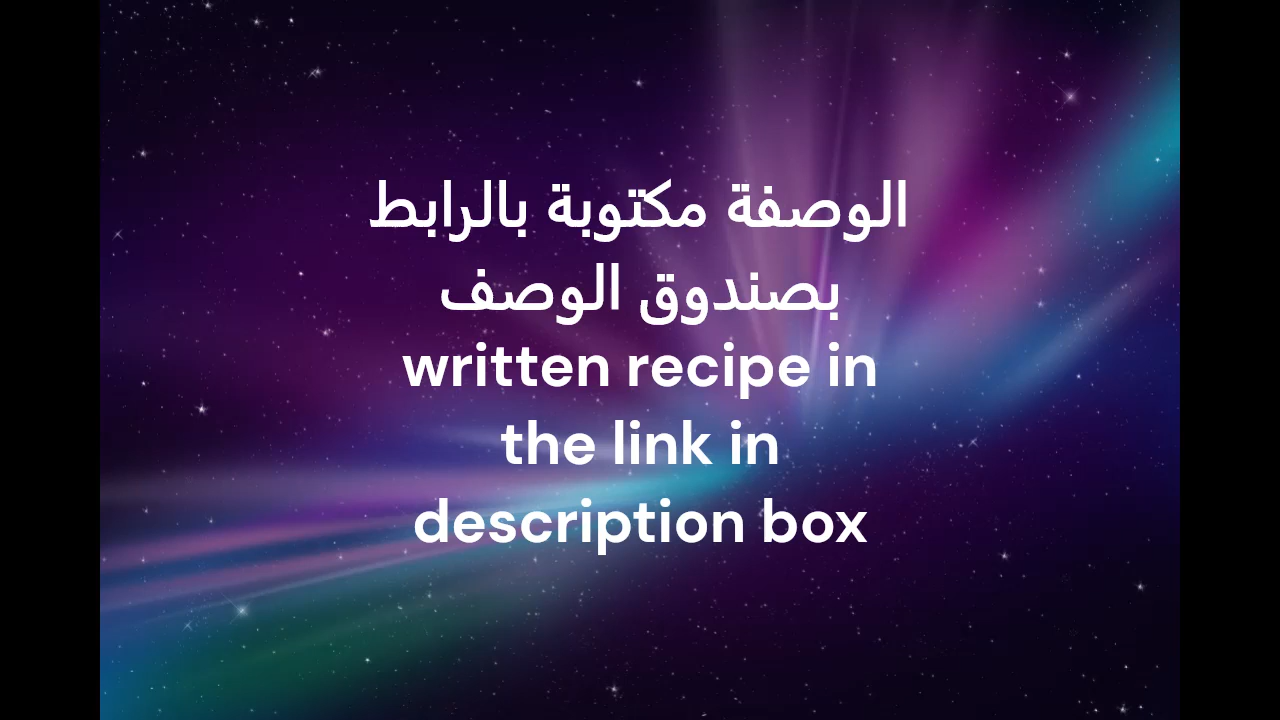 الوصفة مكتوبة بالرابط
بصندوق الوصف
written recipe in
the link in
description box